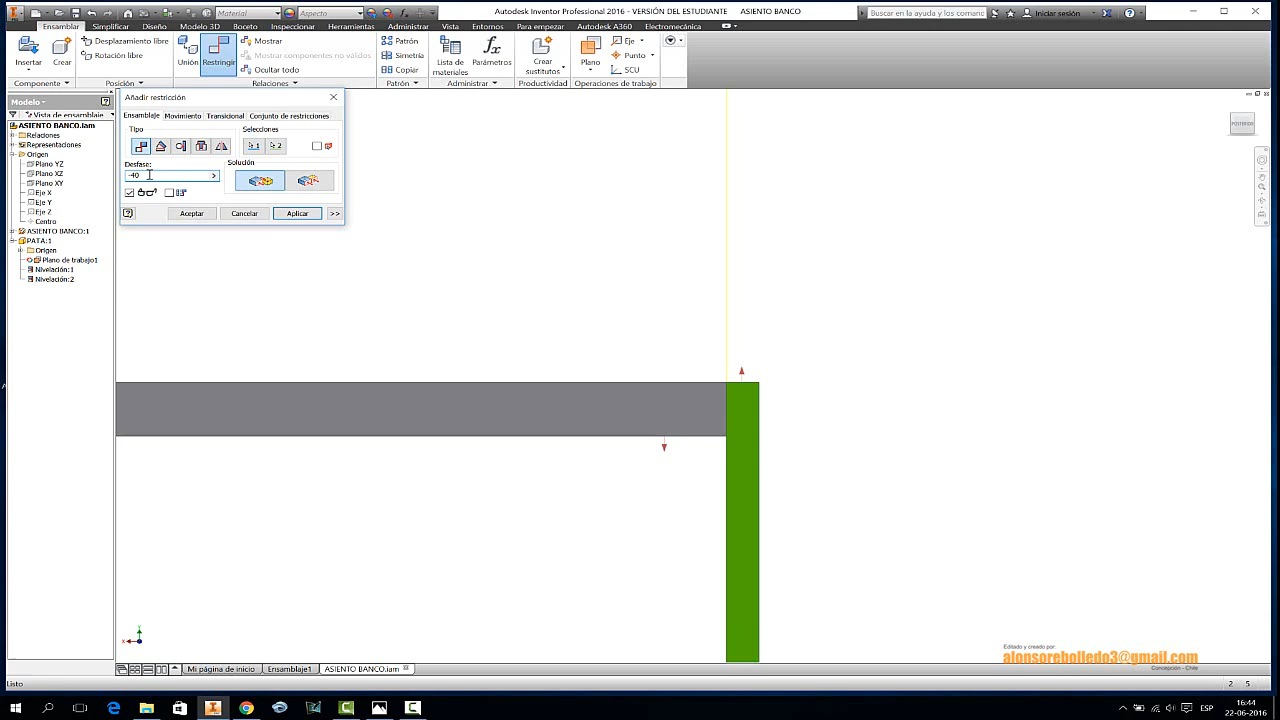 Material
Aspecto
Autodesk Inventor Professional 2016 - VERSIÓN DEL ESTUDIANTE ASIENTO BANCO
Buscar en la ayuda y los comanc
Iniciar sesión
Ensamblar Simplificar Diseño Modelo 3D Boceto Inspeccionar Herramientas Administrar Vista Entornos Para empezar Autodesk A360 Electromecánica
Insertar
Crear
Desplazamiento libre
Rotación libre
Unión
Restringir
Mostrar
Mostrar componentes no válidos
Ocultar todo
Patrón
Simetría
Copiar
Lista de materiales
Parámetros
Crear sustitutos
Plano
Eje
Punto
SCU
Componente Posición Relaciones Patrón Administrar Productividad Operaciones de trabajo
Modelo
Vista de ensamblaje
ASIENTO BANCO.iam
Relaciones
Representaciones
Origen
Plano YZ
Plano XZ
Plano XY
Eje X
Eje Y
Eje Z
Centro
ASIENTO BANCO:1
PATA:1
Origen
Plano de trabajo1
Nivelación:1
Nivelación:2
Añadir restricción
Ensamblaje Movimiento Transicional Conjunto de restricciones
Tipo
Selecciones
1
2
Desfase:
-40
Solución
Aceptar
Cancelar
Aplicar
>>
POSTERIOR
Y
X
Editado y creado por:
alonsorebolledo3@gmail.com
Concepción - Chile
Mi página de inicio
Ensamblaje1
ASIENTO BANCO.iam
Listo
2 5
ESP
16:44
22-06-2016